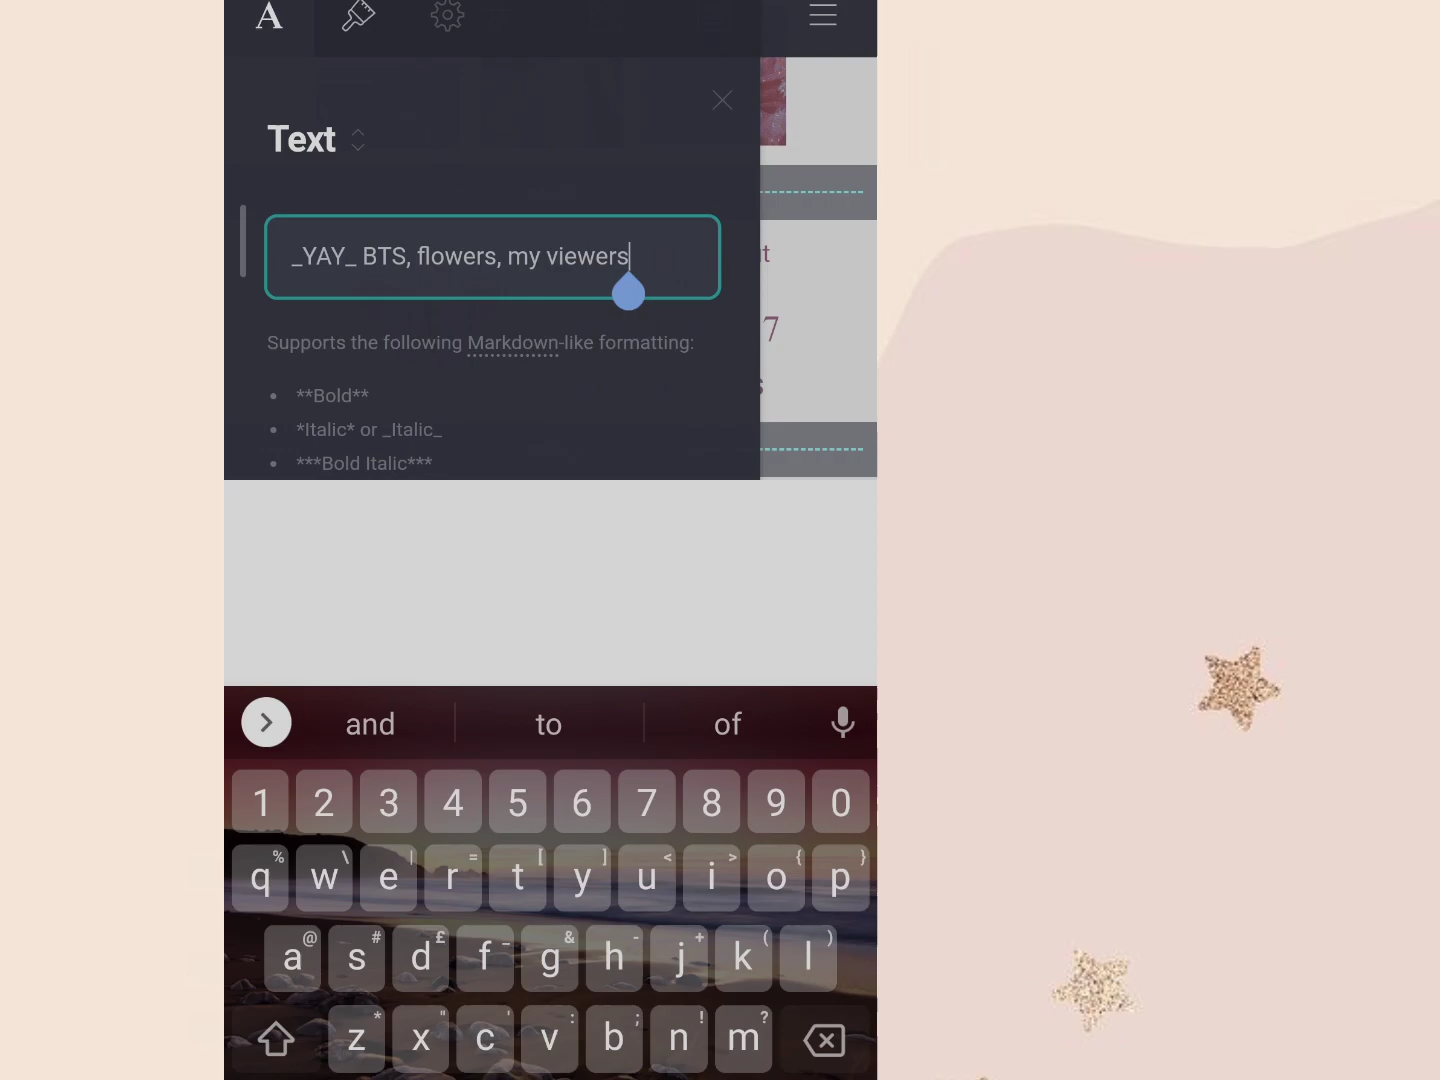 A
Text
_YAY_ BTS, flowers, my viewers
Supports the following Markdown-like formatting:
• **Bold**
• *Italic* or _Italic_
• ***Bold Italic***
t
7
s
and to of
1 2 3 4 5 6 7 8 9 0
% \ | = [ ] < > { }
q w e r t y u i o p
@ # £ _ & - + ( )
a s d f g h j k l
* " ' : ; ! ?
z x c v b n m